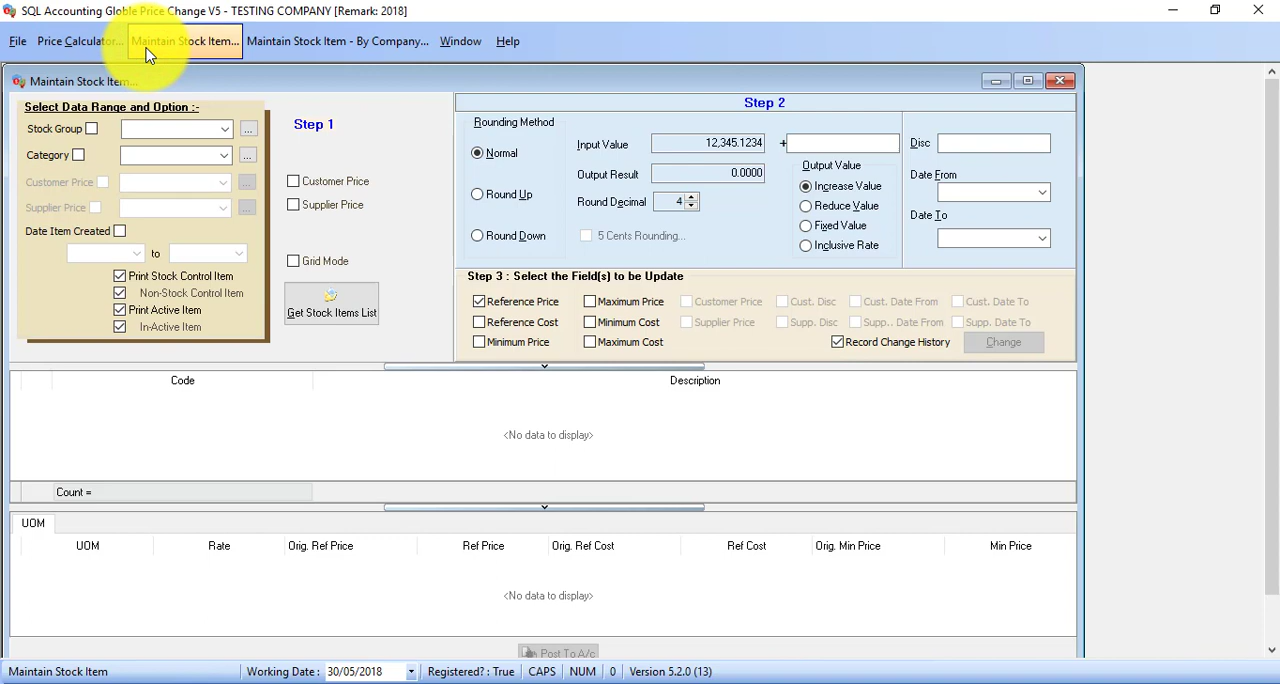 SQL Accounting Globle Price Change V5 - TESTING COMPANY [Remark: 2018]
File Price Calculator... Maintain Stock Item... Maintain Stock Item - By Company... Window Help
Maintain Stock Item...
Select Data Range and Option :-
Stock Group
Category
Customer Price
Supplier Price
Date Item Created
to
Print Stock Control Item
Non-Stock Control Item
Print Active Item
In-Active Item
Step 1
Customer Price
Supplier Price
Grid Mode
Get Stock Items List
Step 2
Rounding Method
Normal
Round Up
Round Down
Input Value 12,345.1234 +
Output Result 0.0000
Round Decimal 4
5 Cents Rounding...
Output Value
Increase Value
Reduce Value
Fixed Value
Inclusive Rate
Disc
Date From
Date To
Step 3 : Select the Field(s) to be Update
Reference Price Maximum Price Customer Price Cust. Disc Cust. Date From Cust. Date To
Reference Cost Minimum Cost Supplier Price Supp. Disc Supp.. Date From Supp. Date To
Minimum Price Maximum Cost Record Change History Change
Code Description
<No data to display>
Count =
UOM
UOM Rate Orig. Ref Price Ref Price Orig. Ref Cost Ref Cost Orig. Min Price Min Price
<No data to display>
Post To A/c
Maintain Stock Item Working Date : 30/05/2018 Registered? : True CAPS NUM 0 Version 5.2.0 (13)